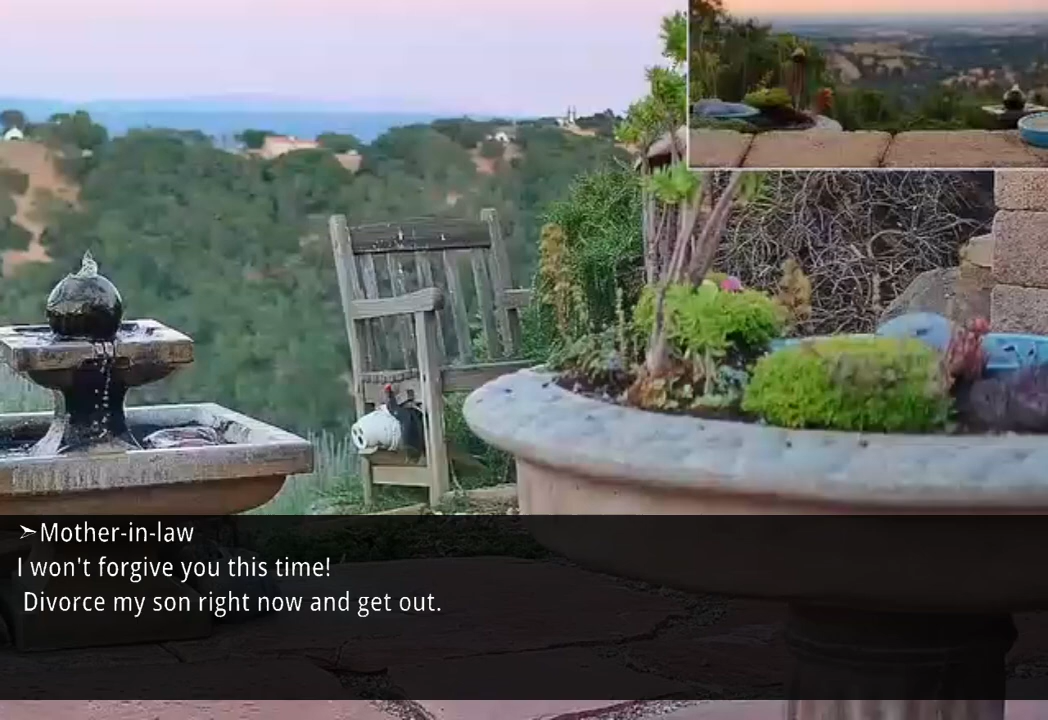 ➣Mother-in-law
I won't forgive you this time!
Divorce my son right now and get out.